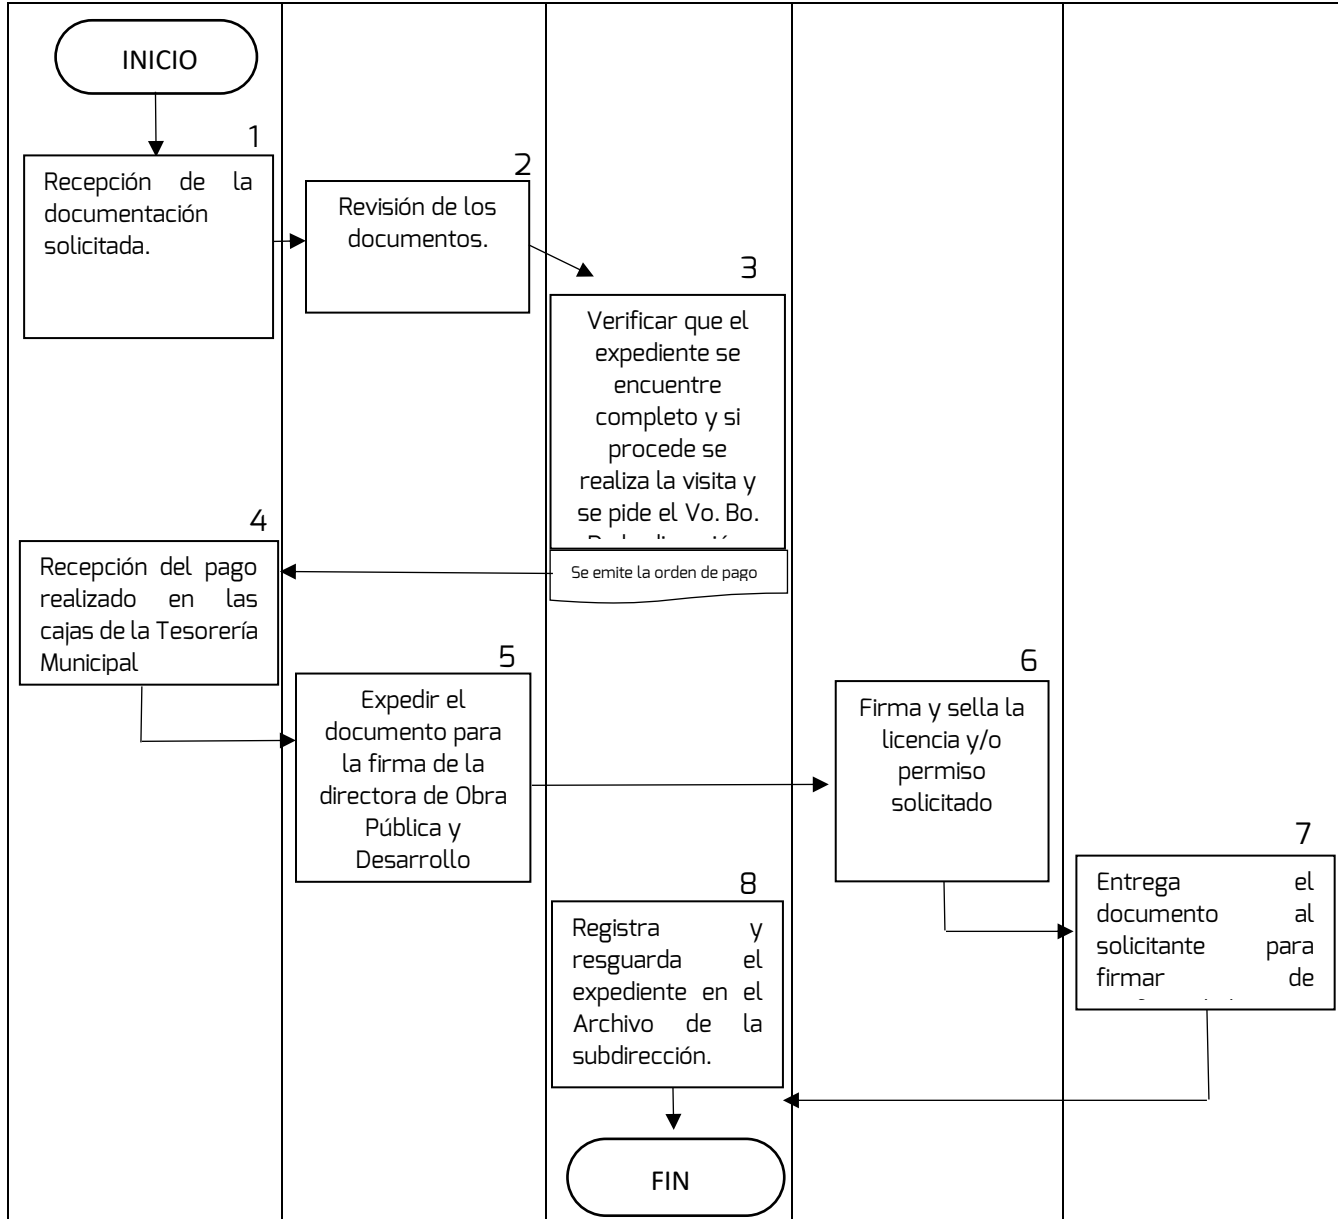 INICIO
1
Recepción de la
documentación
solicitada.
2
Revisión de los
documentos.
3
Verificar que el
expediente se
encuentre
completo y si
procede se
realiza la visita y
se pide el Vo. Bo.
Se emite la orden de pago
4
Recepción del pago
realizado en las
cajas de la Tesorería
Municipal
5
Expedir el
documento para
la firma de la
directora de Obra
Pública y
Desarrollo
6
Firma y sella la
licencia y/o
permiso
solicitado
7
Entrega el
documento al
solicitante para
firmar de
8
Registra y
resguarda el
expediente en el
Archivo de la
subdirección.
FIN